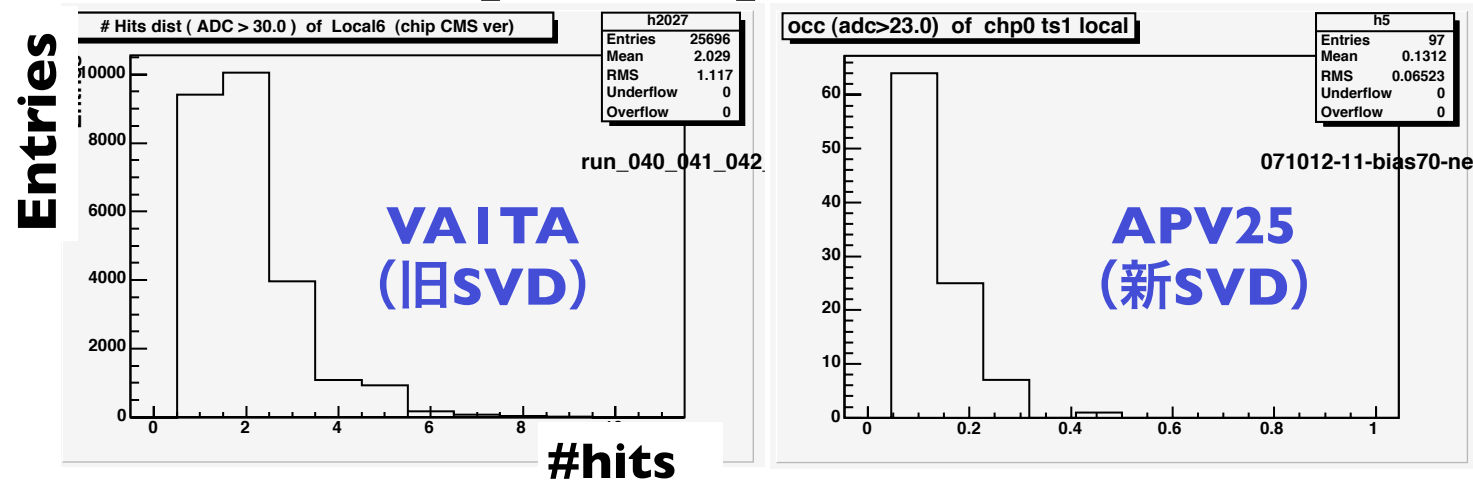 Entries
# Hits dist ( ADC > 30.0 ) of Local6 (chip CMS ver)
h2027
Entries 25696
Mean 2.029
RMS 1.117
Underflow 0
Overflow 0
run_040_041_042_
10000
8000
6000
4000
2000
0
0 2 4 6 8
VA1TA
（旧SVD）
#hits
occ (adc>23.0) of chp0 ts1 local
h5
Entries 97
Mean 0.1312
RMS 0.06523
Underflow 0
Overflow 0
071012-11-bias70-ne
60
50
40
30
20
10
0
0 0.2 0.4 0.6 0.8 1
APV25
（新SVD）